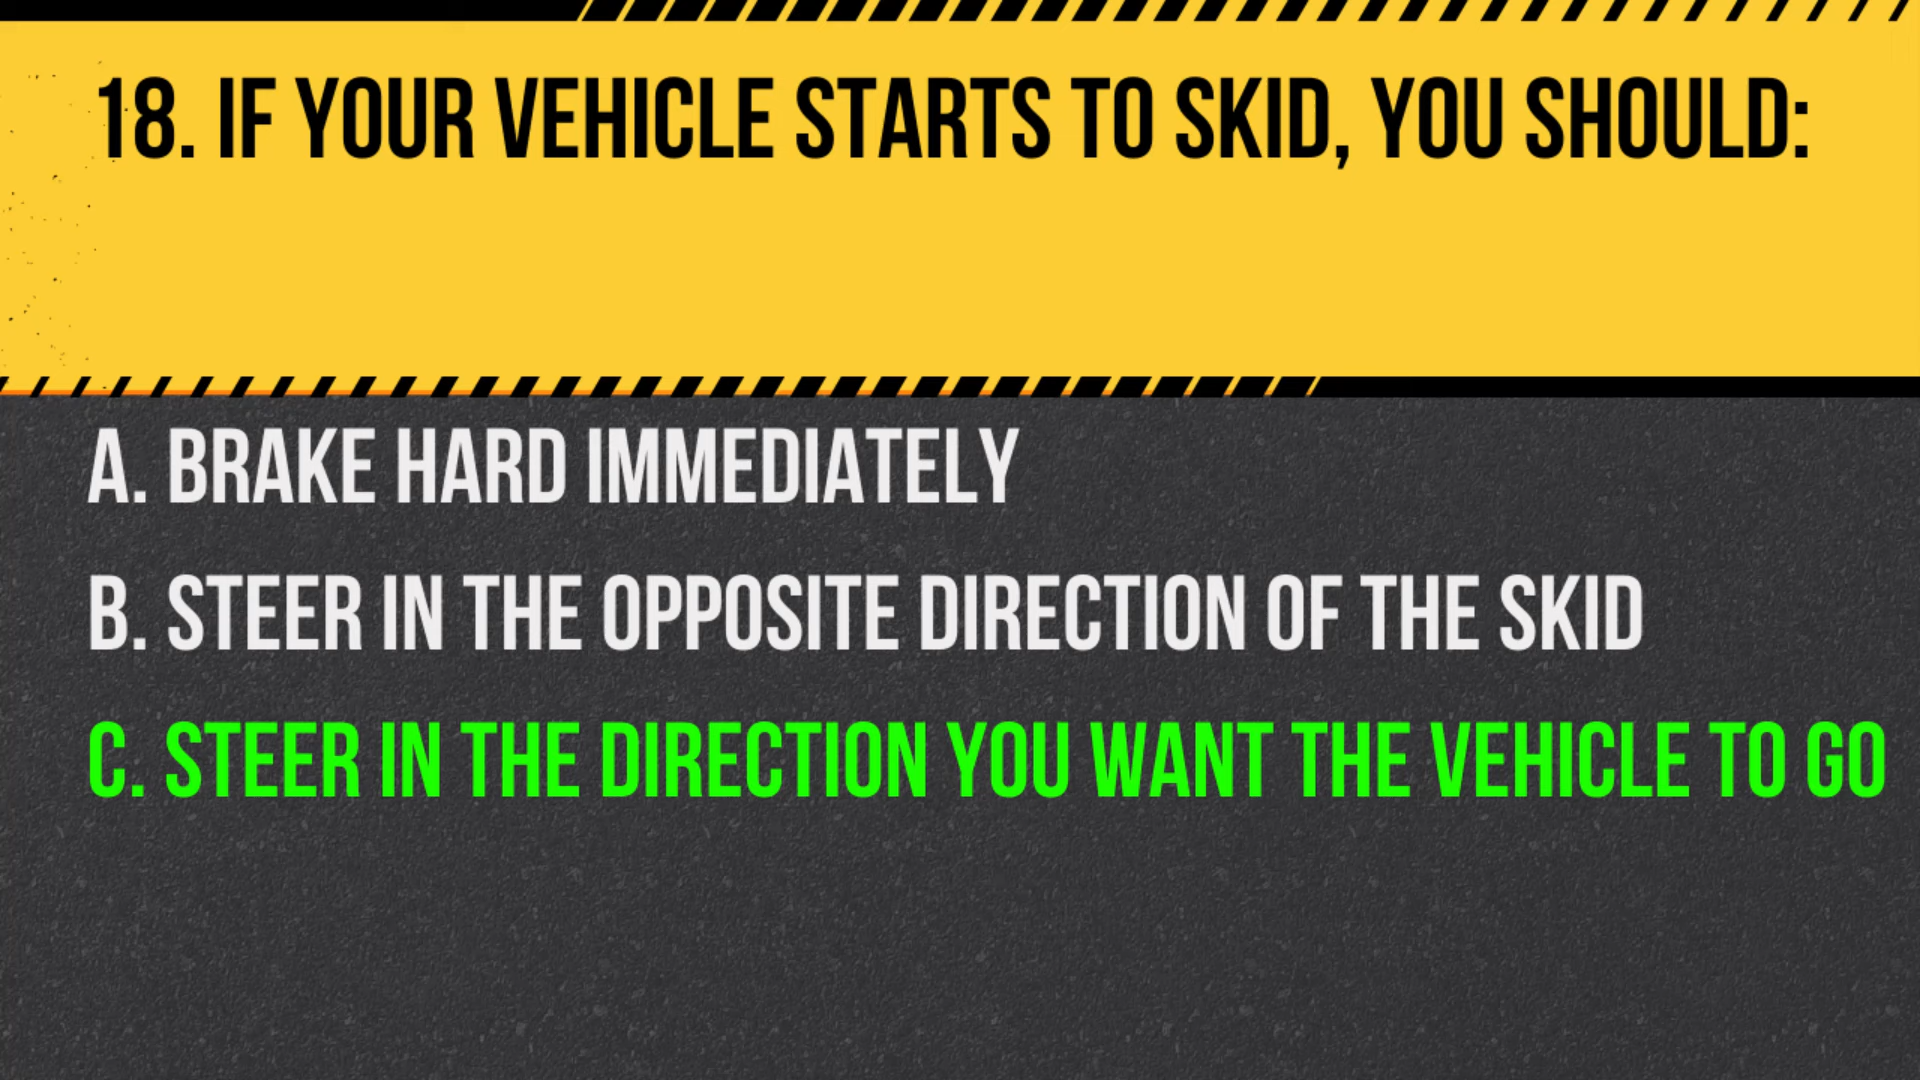 18. IF YOUR VEHICLE STARTS TO SKID, YOU SHOULD:
A. BRAKE HARD IMMEDIATELY
B. STEER IN THE OPPOSITE DIRECTION OF THE SKID
C. STEER IN THE DIRECTION YOU WANT THE VEHICLE TO GO